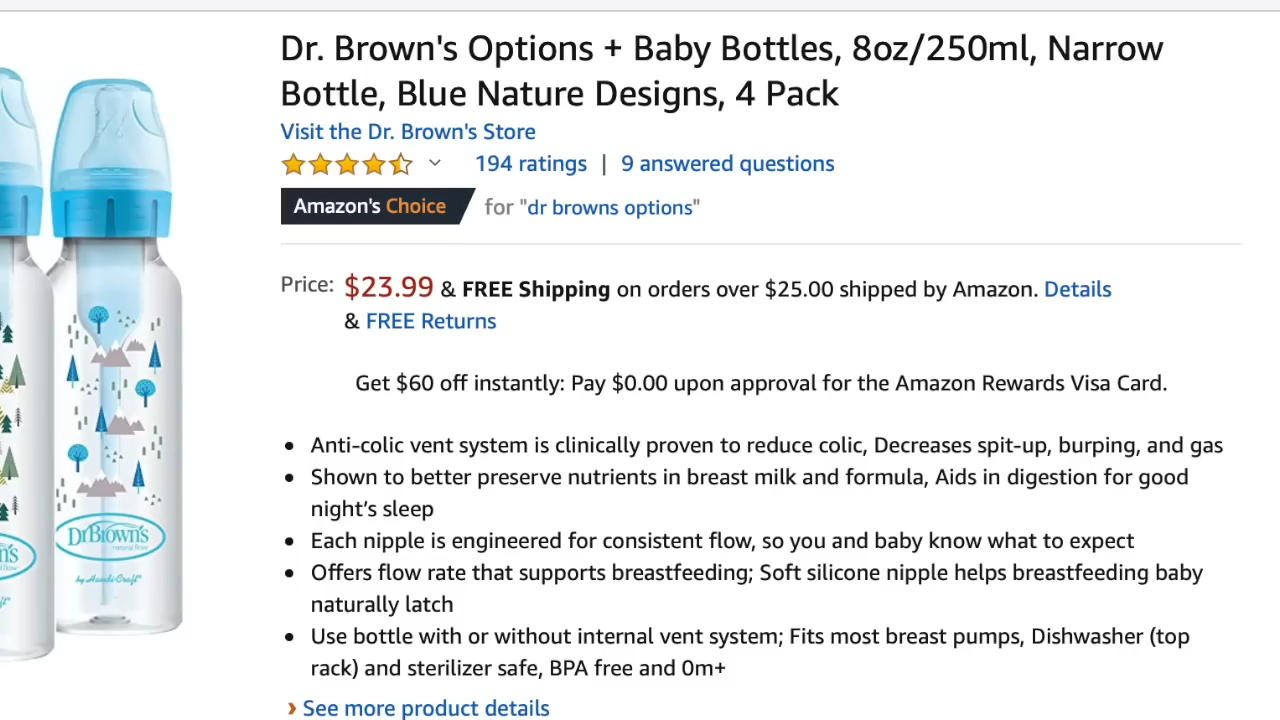 Dr. Brown's Options + Baby Bottles, 8oz/250ml, Narrow
Bottle, Blue Nature Designs, 4 Pack
Visit the Dr. Brown's Store
194 ratings | 9 answered questions
Amazon's Choice for "dr browns options"
Price: $23.99 & FREE Shipping on orders over $25.00 shipped by Amazon. Details
& FREE Returns
Get $60 off instantly: Pay $0.00 upon approval for the Amazon Rewards Visa Card.
• Anti-colic vent system is clinically proven to reduce colic, Decreases spit-up, burping, and gas
• Shown to better preserve nutrients in breast milk and formula, Aids in digestion for good
night’s sleep
• Each nipple is engineered for consistent flow, so you and baby know what to expect
• Offers flow rate that supports breastfeeding; Soft silicone nipple helps breastfeeding baby
naturally latch
• Use bottle with or without internal vent system; Fits most breast pumps, Dishwasher (top
rack) and sterilizer safe, BPA free and 0m+
› See more product details
Dr Brown's
natural flow
by Handi-Craft